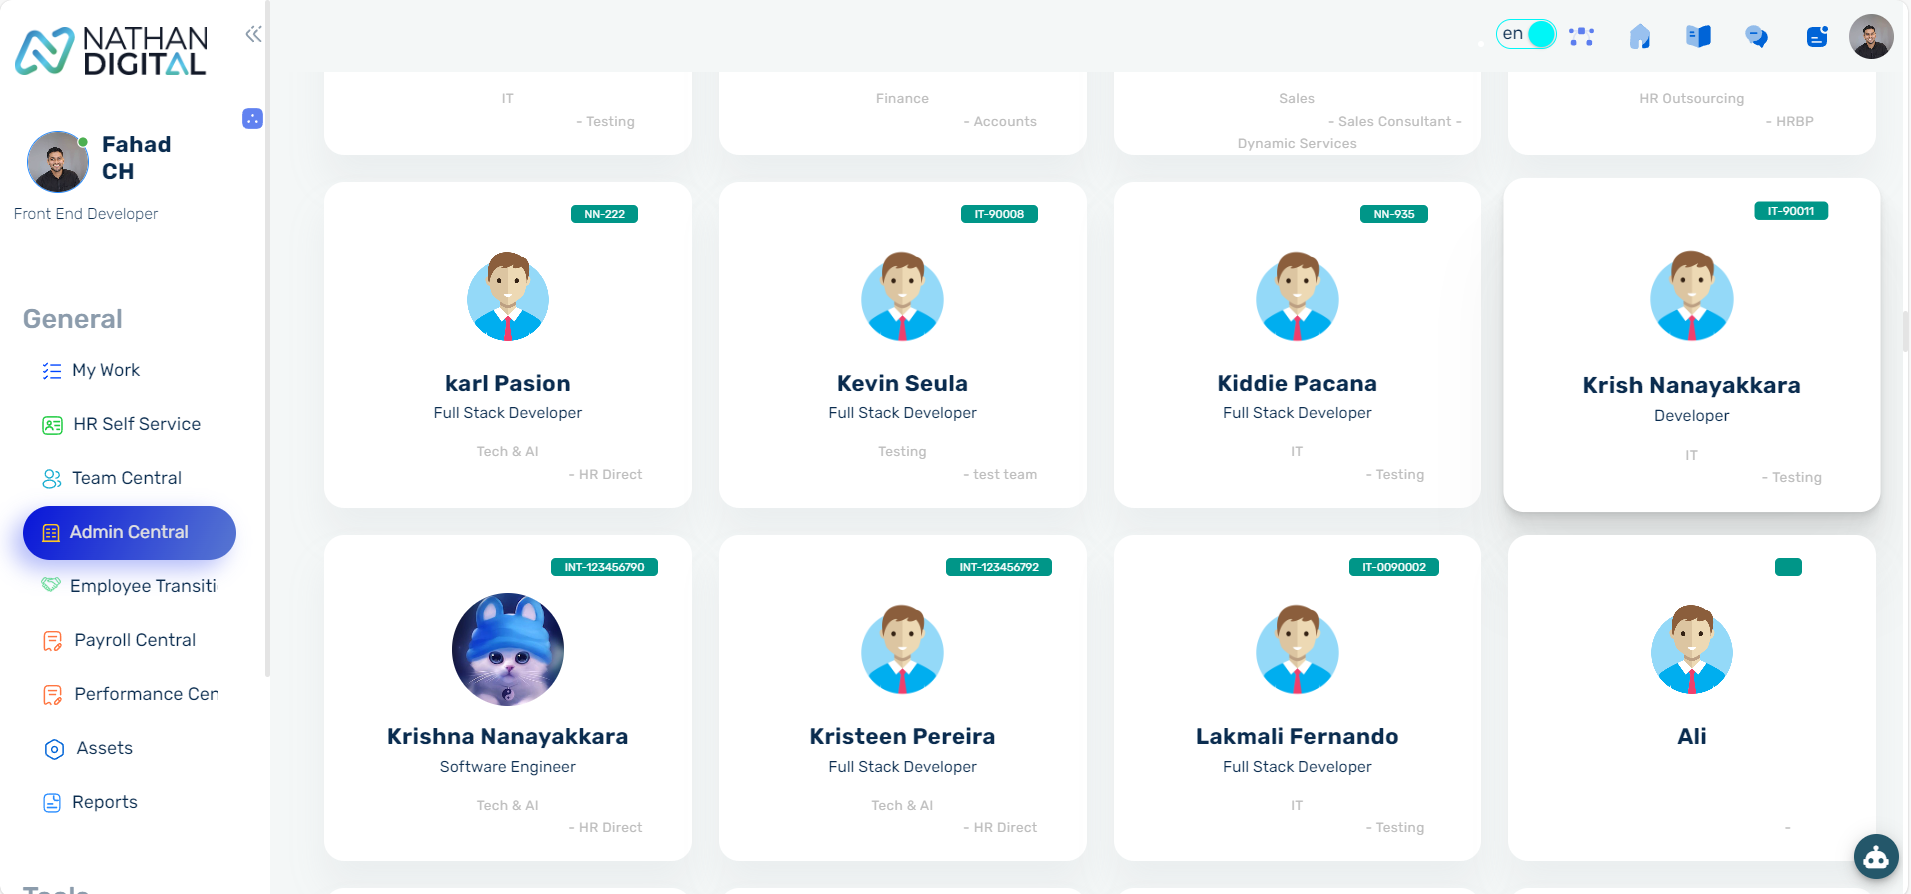 NATHAN
DIGITAL
en
Fahad
CH
Front End Developer
General
My Work
HR Self Service
Team Central
Admin Central
Employee Transiti
Payroll Central
Performance Cen
Assets
Reports
Tools
IT
- Testing
Finance
- Accounts
Sales
- Sales Consultant -
Dynamic Services
HR Outsourcing
- HRBP
NN-222
karl Pasion
Full Stack Developer
Tech & AI
- HR Direct
IT-90008
Kevin Seula
Full Stack Developer
Testing
- test team
NN-935
Kiddie Pacana
Full Stack Developer
IT
- Testing
IT-90011
Krish Nanayakkara
Developer
IT
- Testing
INT-123456790
Krishna Nanayakkara
Software Engineer
Tech & AI
- HR Direct
INT-123456792
Kristeen Pereira
Full Stack Developer
Tech & AI
- HR Direct
IT-0090002
Lakmali Fernando
Full Stack Developer
IT
- Testing
Ali
-